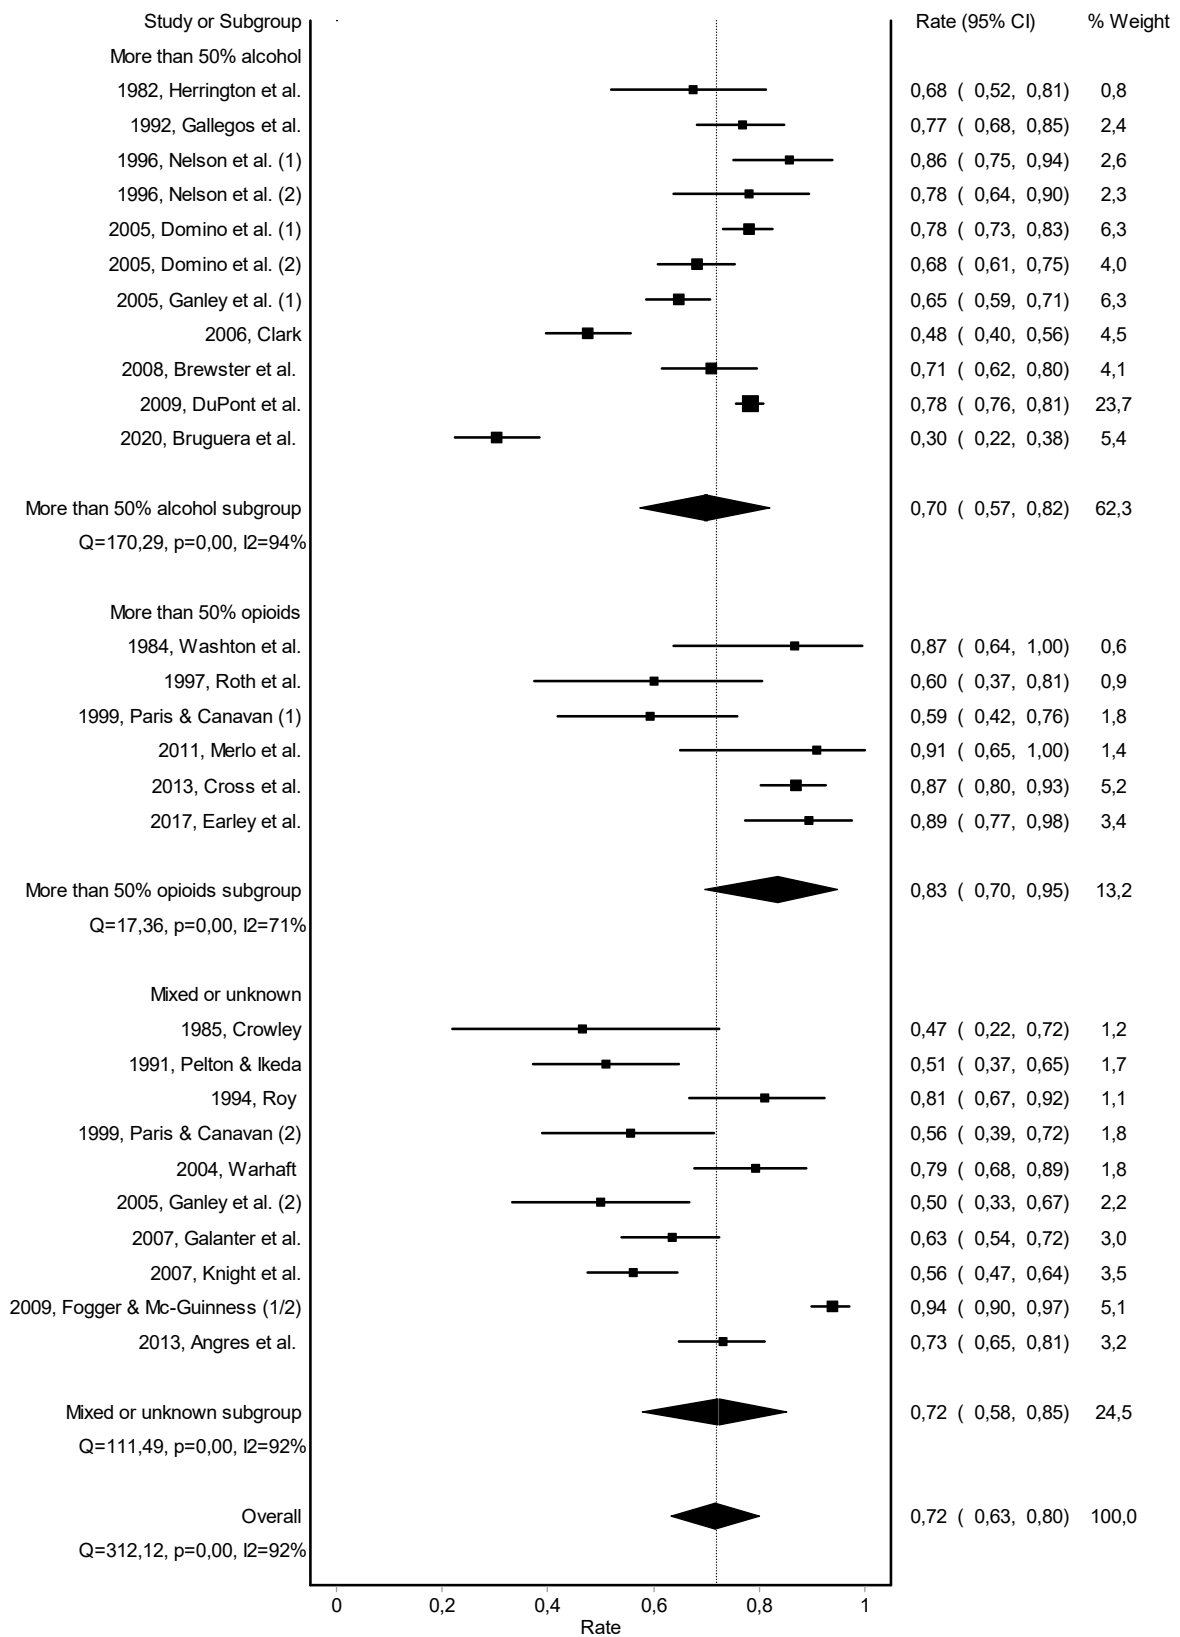 Study or Subgroup Rate (95% CI) % Weight
More than 50% alcohol
1982, Herrington et al. 0,68 ( 0,52, 0,81) 0,8
1992, Gallegos et al. 0,77 ( 0,68, 0,85) 2,4
1996, Nelson et al. (1) 0,86 ( 0,75, 0,94) 2,6
1996, Nelson et al. (2) 0,78 ( 0,64, 0,90) 2,3
2005, Domino et al. (1) 0,78 ( 0,73, 0,83) 6,3
2005, Domino et al. (2) 0,68 ( 0,61, 0,75) 4,0
2005, Ganley et al. (1) 0,65 ( 0,59, 0,71) 6,3
2006, Clark 0,48 ( 0,40, 0,56) 4,5
2008, Brewster et al. 0,71 ( 0,62, 0,80) 4,1
2009, DuPont et al. 0,78 ( 0,76, 0,81) 23,7
2020, Bruguera et al. 0,30 ( 0,22, 0,38) 5,4
More than 50% alcohol subgroup 0,70 ( 0,57, 0,82) 62,3
Q=170,29, p=0,00, I2=94%
More than 50% opioids
1984, Washton et al. 0,87 ( 0,64, 1,00) 0,6
1997, Roth et al. 0,60 ( 0,37, 0,81) 0,9
1999, Paris & Canavan (1) 0,59 ( 0,42, 0,76) 1,8
2011, Merlo et al. 0,91 ( 0,65, 1,00) 1,4
2013, Cross et al. 0,87 ( 0,80, 0,93) 5,2
2017, Earley et al. 0,89 ( 0,77, 0,98) 3,4
More than 50% opioids subgroup 0,83 ( 0,70, 0,95) 13,2
Q=17,36, p=0,00, I2=71%
Mixed or unknown
1985, Crowley 0,47 ( 0,22, 0,72) 1,2
1991, Pelton & Ikeda 0,51 ( 0,37, 0,65) 1,7
1994, Roy 0,81 ( 0,67, 0,92) 1,1
1999, Paris & Canavan (2) 0,56 ( 0,39, 0,72) 1,8
2004, Warhaft 0,79 ( 0,68, 0,89) 1,8
2005, Ganley et al. (2) 0,50 ( 0,33, 0,67) 2,2
2007, Galanter et al. 0,63 ( 0,54, 0,72) 3,0
2007, Knight et al. 0,56 ( 0,47, 0,64) 3,5
2009, Fogger & Mc-Guinness (1/2) 0,94 ( 0,90, 0,97) 5,1
2013, Angres et al. 0,73 ( 0,65, 0,81) 3,2
Mixed or unknown subgroup 0,72 ( 0,58, 0,85) 24,5
Q=111,49, p=0,00, I2=92%
Overall 0,72 ( 0,63, 0,80) 100,0
Q=312,12, p=0,00, I2=92%
0 0,2 0,4 0,6 0,8 1
Rate